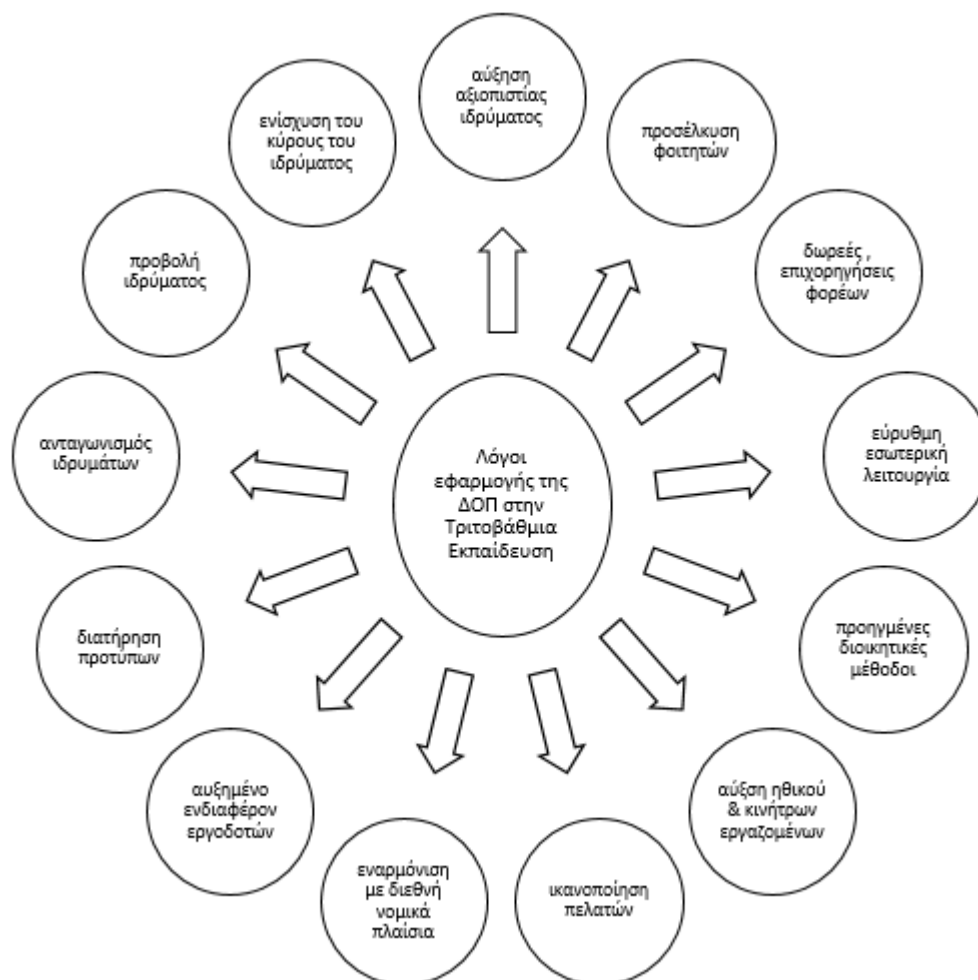 αύξηση
αξιοπιστίας
ιδρύματος
προσέλκυση
φοιτητών
δωρεές ,
επιχορηγήσεις
φορέων
εύρυθμη
εσωτερική
λειτουργία
προηγμένες
διοικητικές
μέθοδοι
αύξση ηθικού
& κινήτρων
εργαζομένων
ικανοποίηση
πελατών
εναρμόνιση
με διεθνή
νομικά
πλαίσια
αυξημένο
ενδιαφέρον
εργοδοτών
διατήρηση
προτύπων
ανταγωνισμός
ιδρυμάτων
προβολή
ιδρύματος
ενίσχυση του
κύρους του
ιδρύματος
Λόγοι
εφαρμογής της
ΔΟΠ στην
Τριτοβάθμια
Εκπαίδευση